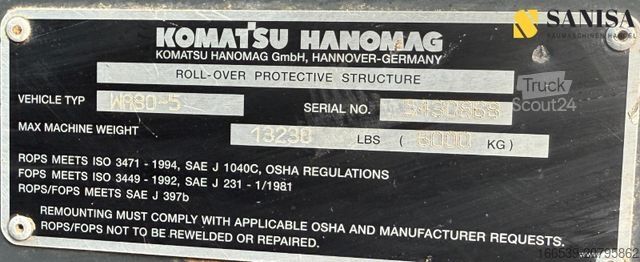 SANISA
BAUMASCHINEN HANDEL
KOMATSU HANOMAG
KOMATSU HANOMAG GmbH, HANNOVER-GERMANY
ROLL-OVER PROTECTIVE STRUCTURE
Truck
Scout24
VEHICLE TYP WA80-5 SERIAL NO.
MAX MACHINE WEIGHT 13230 LBS ( 6000 KG)
ROPS MEETS ISO 3471 - 1994, SAE J 1040C, OSHA REGULATIONS
FOPS MEETS ISO 3449 - 1992, SAE J 231 - 1/1981
ROPS/FOPS MEETS SAE J 397b
REMOUNTING MUST COMPLY WITH APPLICABLE OSHA AND MANUFACTURER REQUESTS.
ROPS/FOPS NOT TO BE REWELDED OR REPAIRED.